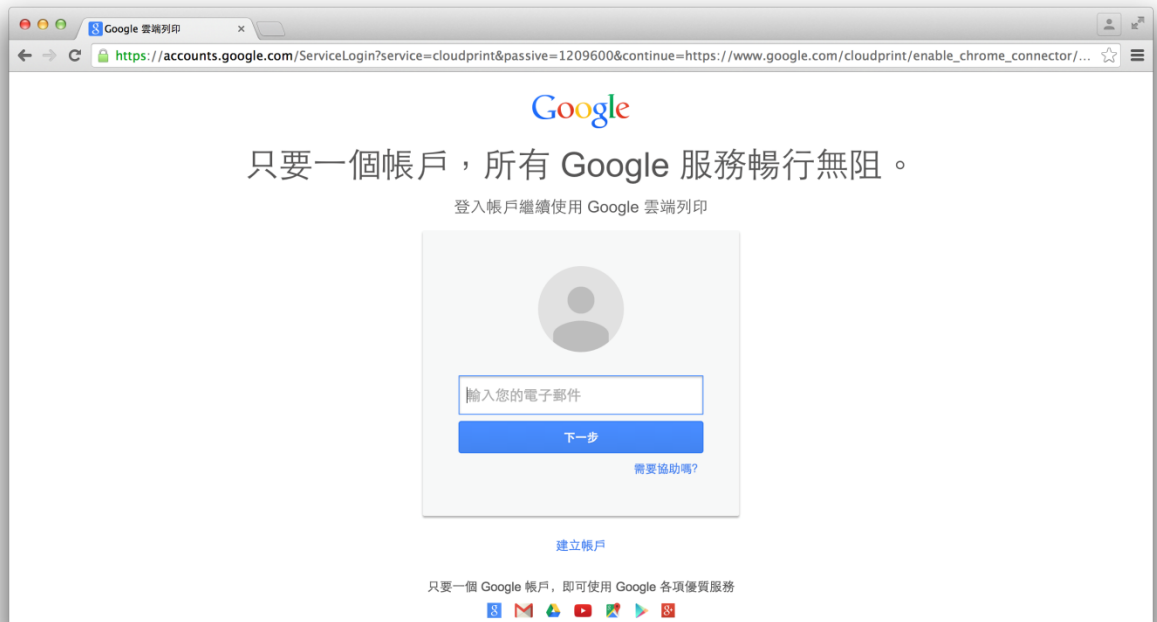 Google 雲端列印
https://accounts.google.com/ServiceLogin?service=cloudprint&passive=1209600&continue=https://www.google.com/cloudprint/enable_chrome_connector/...
Google
只要一個帳戶，所有 Google 服務暢行無阻。
登入帳戶繼續使用 Google 雲端列印
輸入您的電子郵件
下一步
需要協助嗎?
建立帳戶
只要一個 Google 帳戶，即可使用 Google 各項優質服務